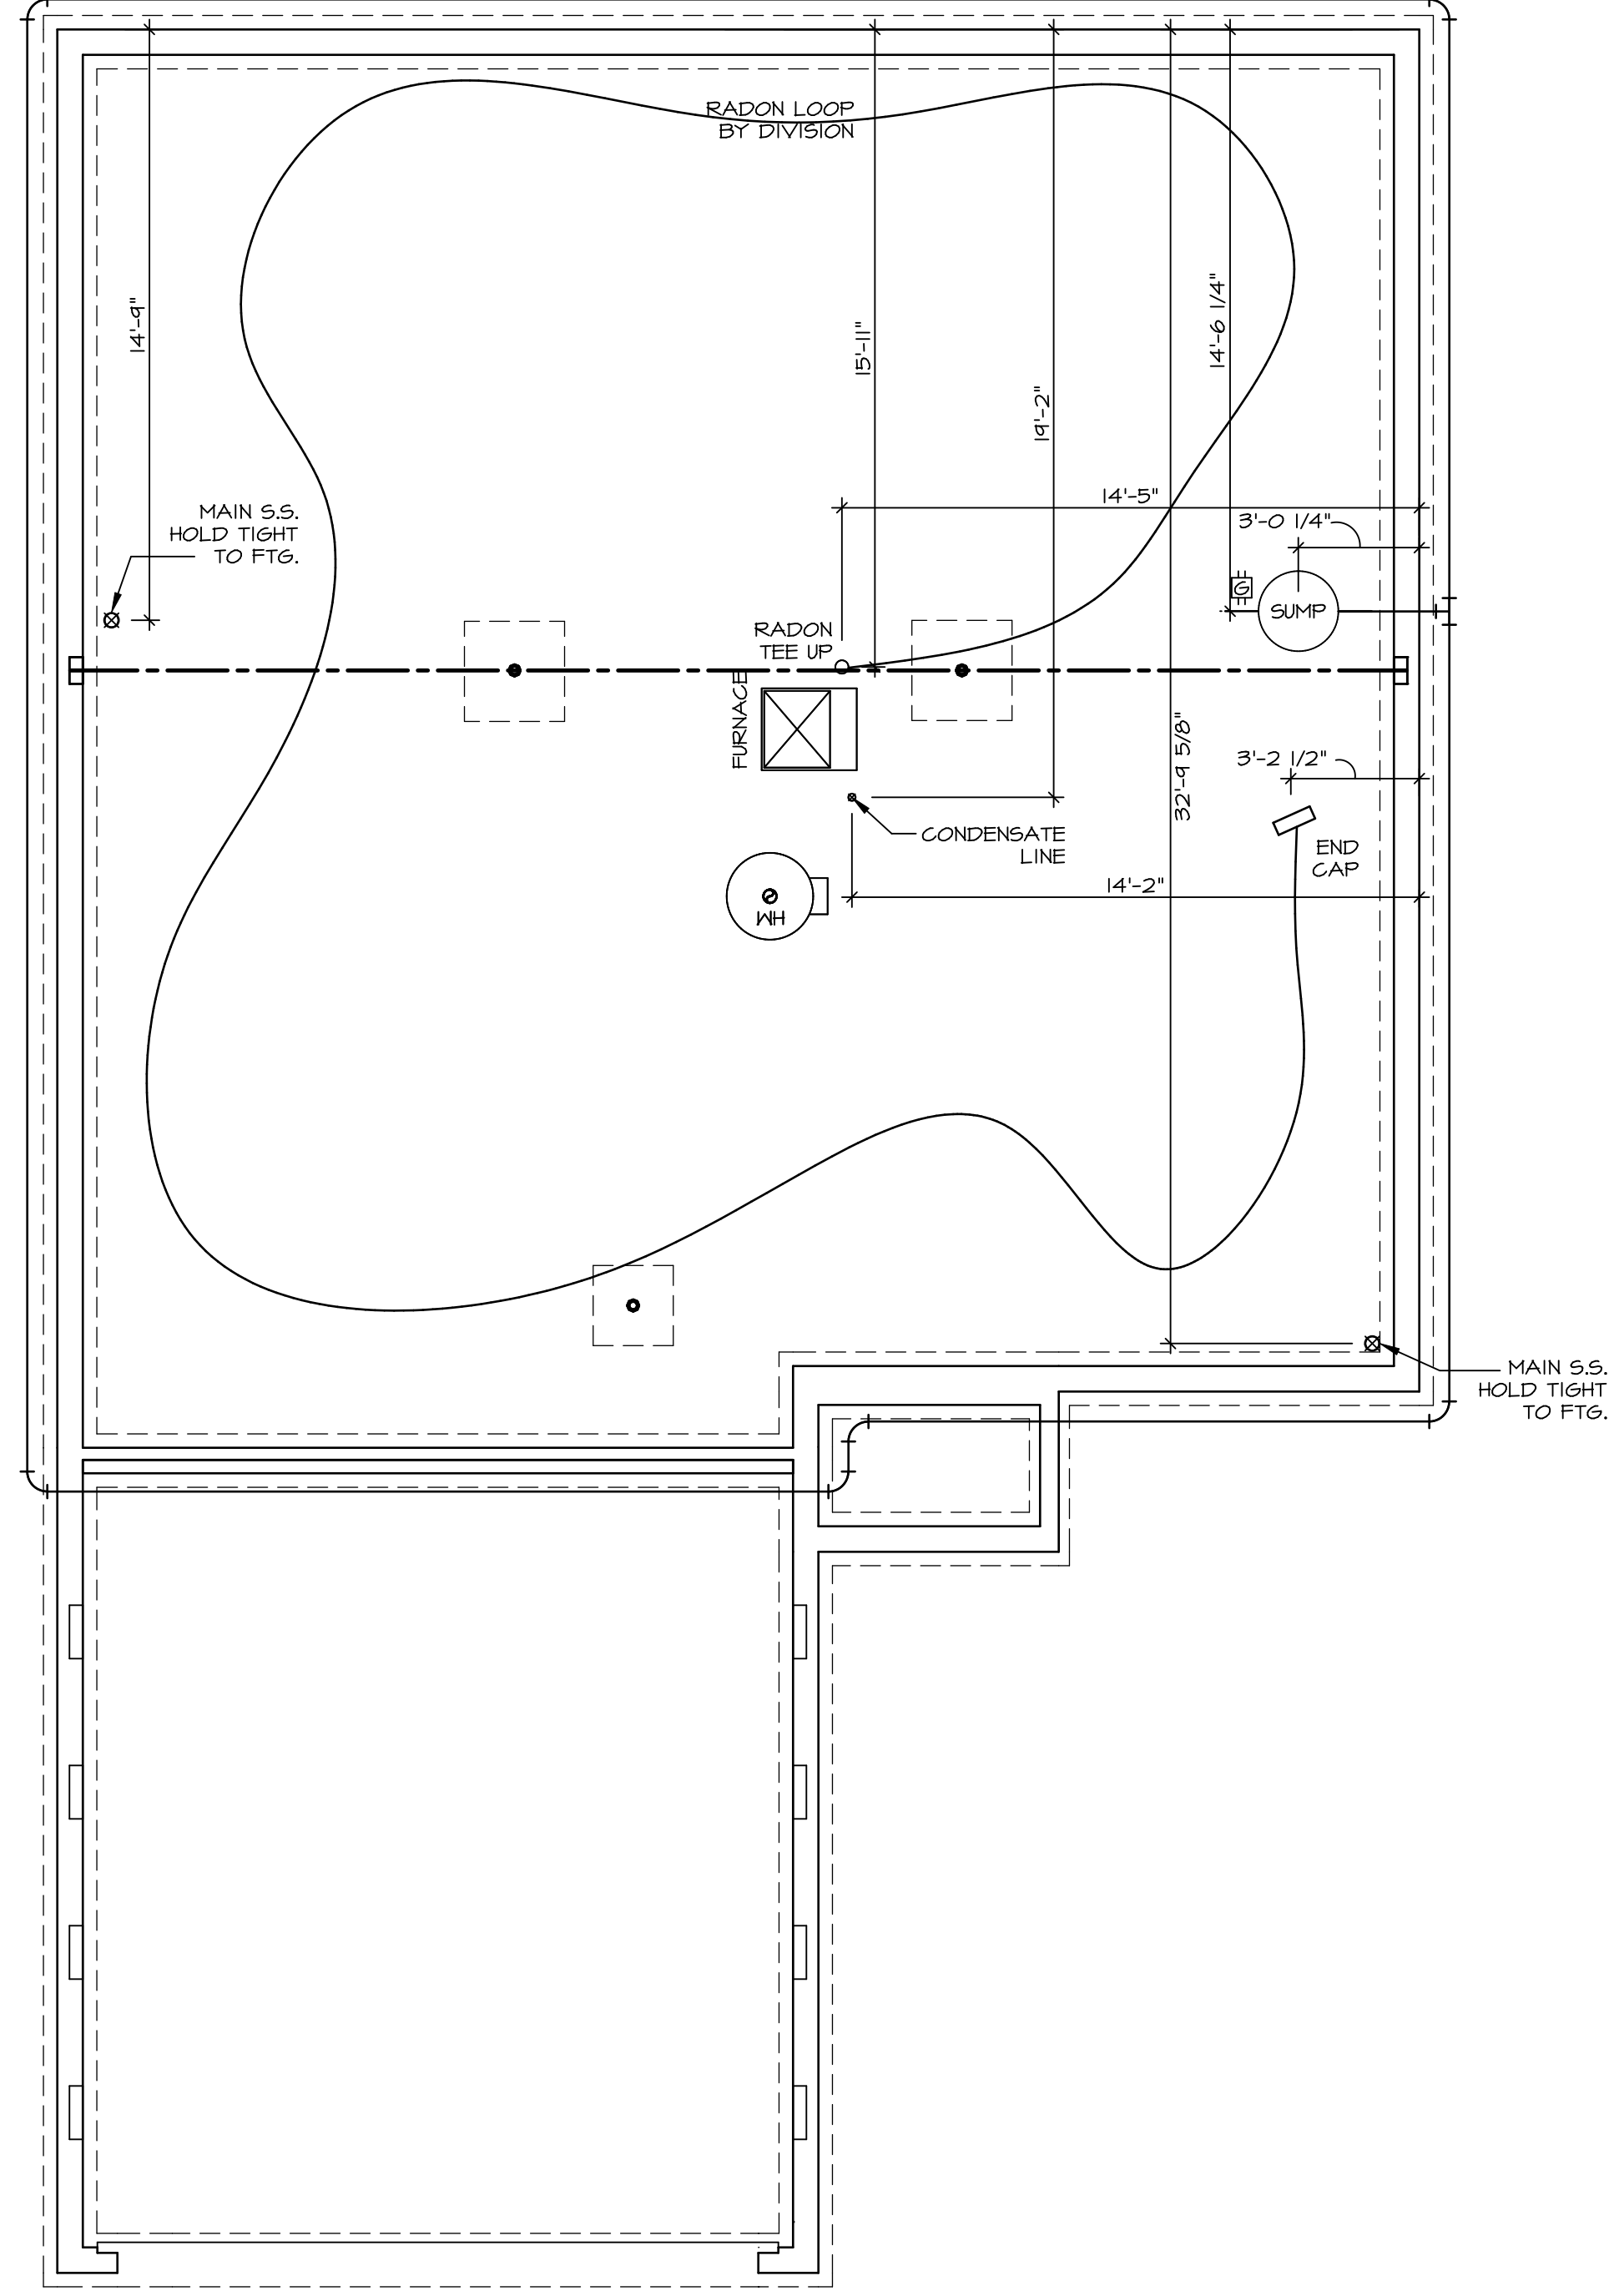 RADON LOOP
BY DIVISION
14'-9"
15'-11"
19'-2"
14'-6 1/4"
14'-5"
3'-0 1/4"
MAIN S.S.
HOLD TIGHT
TO FTG.
G
SUMP
RADON
TEE UP
FURNACE
32'-9 5/8"
3'-2 1/2"
CONDENSATE
LINE
END
CAP
14'-2"
WH
MAIN S.S.
HOLD TIGHT
TO FTG.